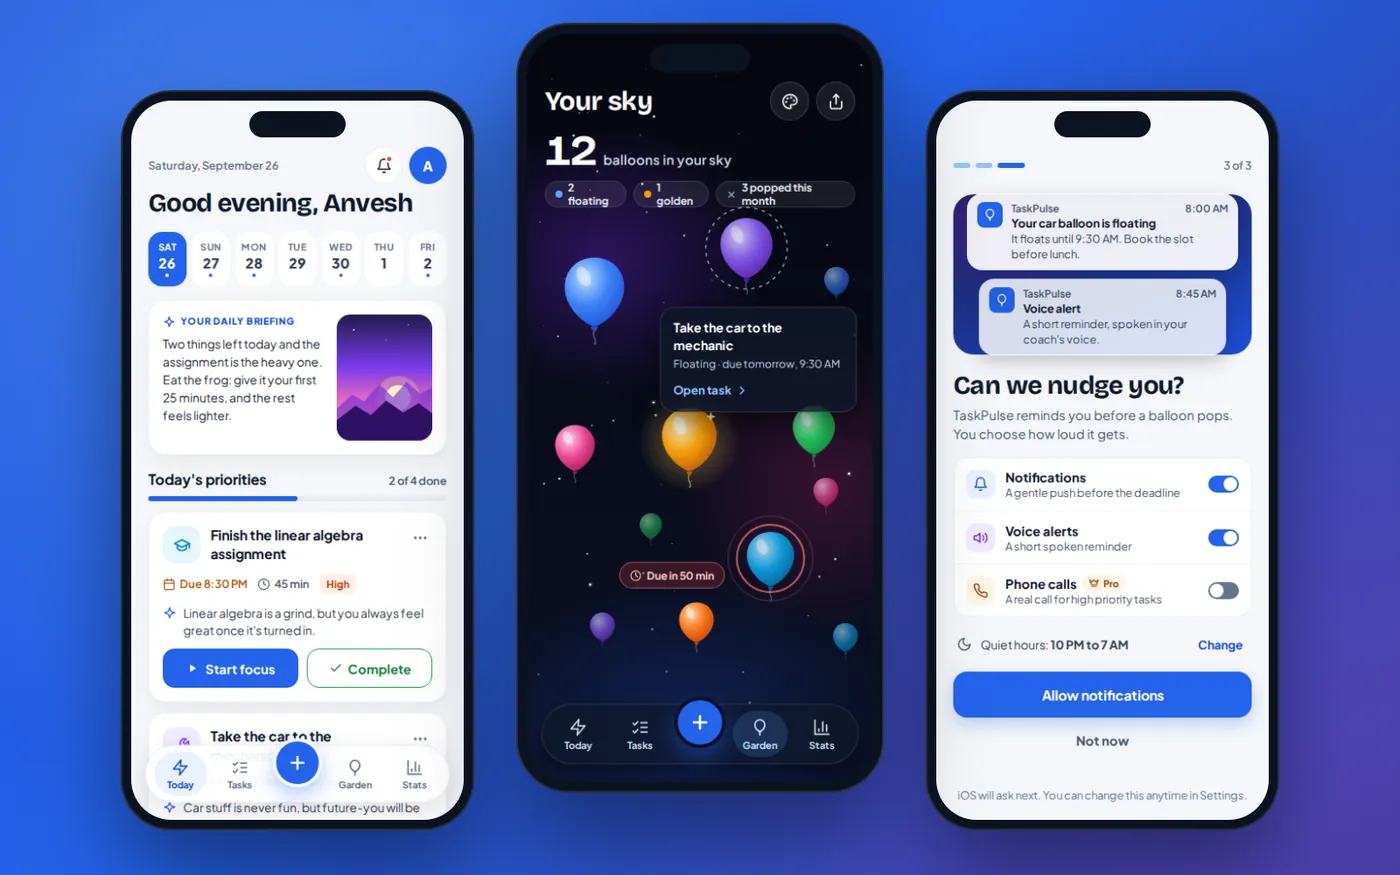 Saturday, September 26
A
Good evening, Anvesh
SAT SUN MON TUE WED THU FRI
26 27 28 29 30 1 2
YOUR DAILY BRIEFING
Two things left today and the
assignment is the heavy one.
Eat the frog: give it your first
25 minutes, and the rest
feels lighter.
Today's priorities
2 of 4 done
Finish the linear algebra
assignment
Due 8:30 PM 45 min High
Linear algebra is a grind, but you always feel
great once it's turned in.
Start focus
Complete
Take the car to the
Today Tasks Garden Stats
Car stuff is never fun, but future-you will be
Your sky
12 balloons in your sky
2
floating
1
golden
3 popped this
month
Take the car to the
mechanic
Floating · due tomorrow, 9:30 AM
Open task
Due in 50 min
Today Tasks Garden Stats
3 of 3
TaskPulse 8:00 AM
Your car balloon is floating
It floats until 9:30 AM. Book the slot
before lunch.
TaskPulse 8:45 AM
Voice alert
A short reminder, spoken in your
coach's voice.
Can we nudge you?
TaskPulse reminds you before a balloon pops.
You choose how loud it gets.
Notifications
A gentle push before the deadline
Voice alerts
A short spoken reminder
Phone calls Pro
A real call for high priority tasks
Quiet hours: 10 PM to 7 AM Change
Allow notifications
Not now
iOS will ask next. You can change this anytime in Settings.